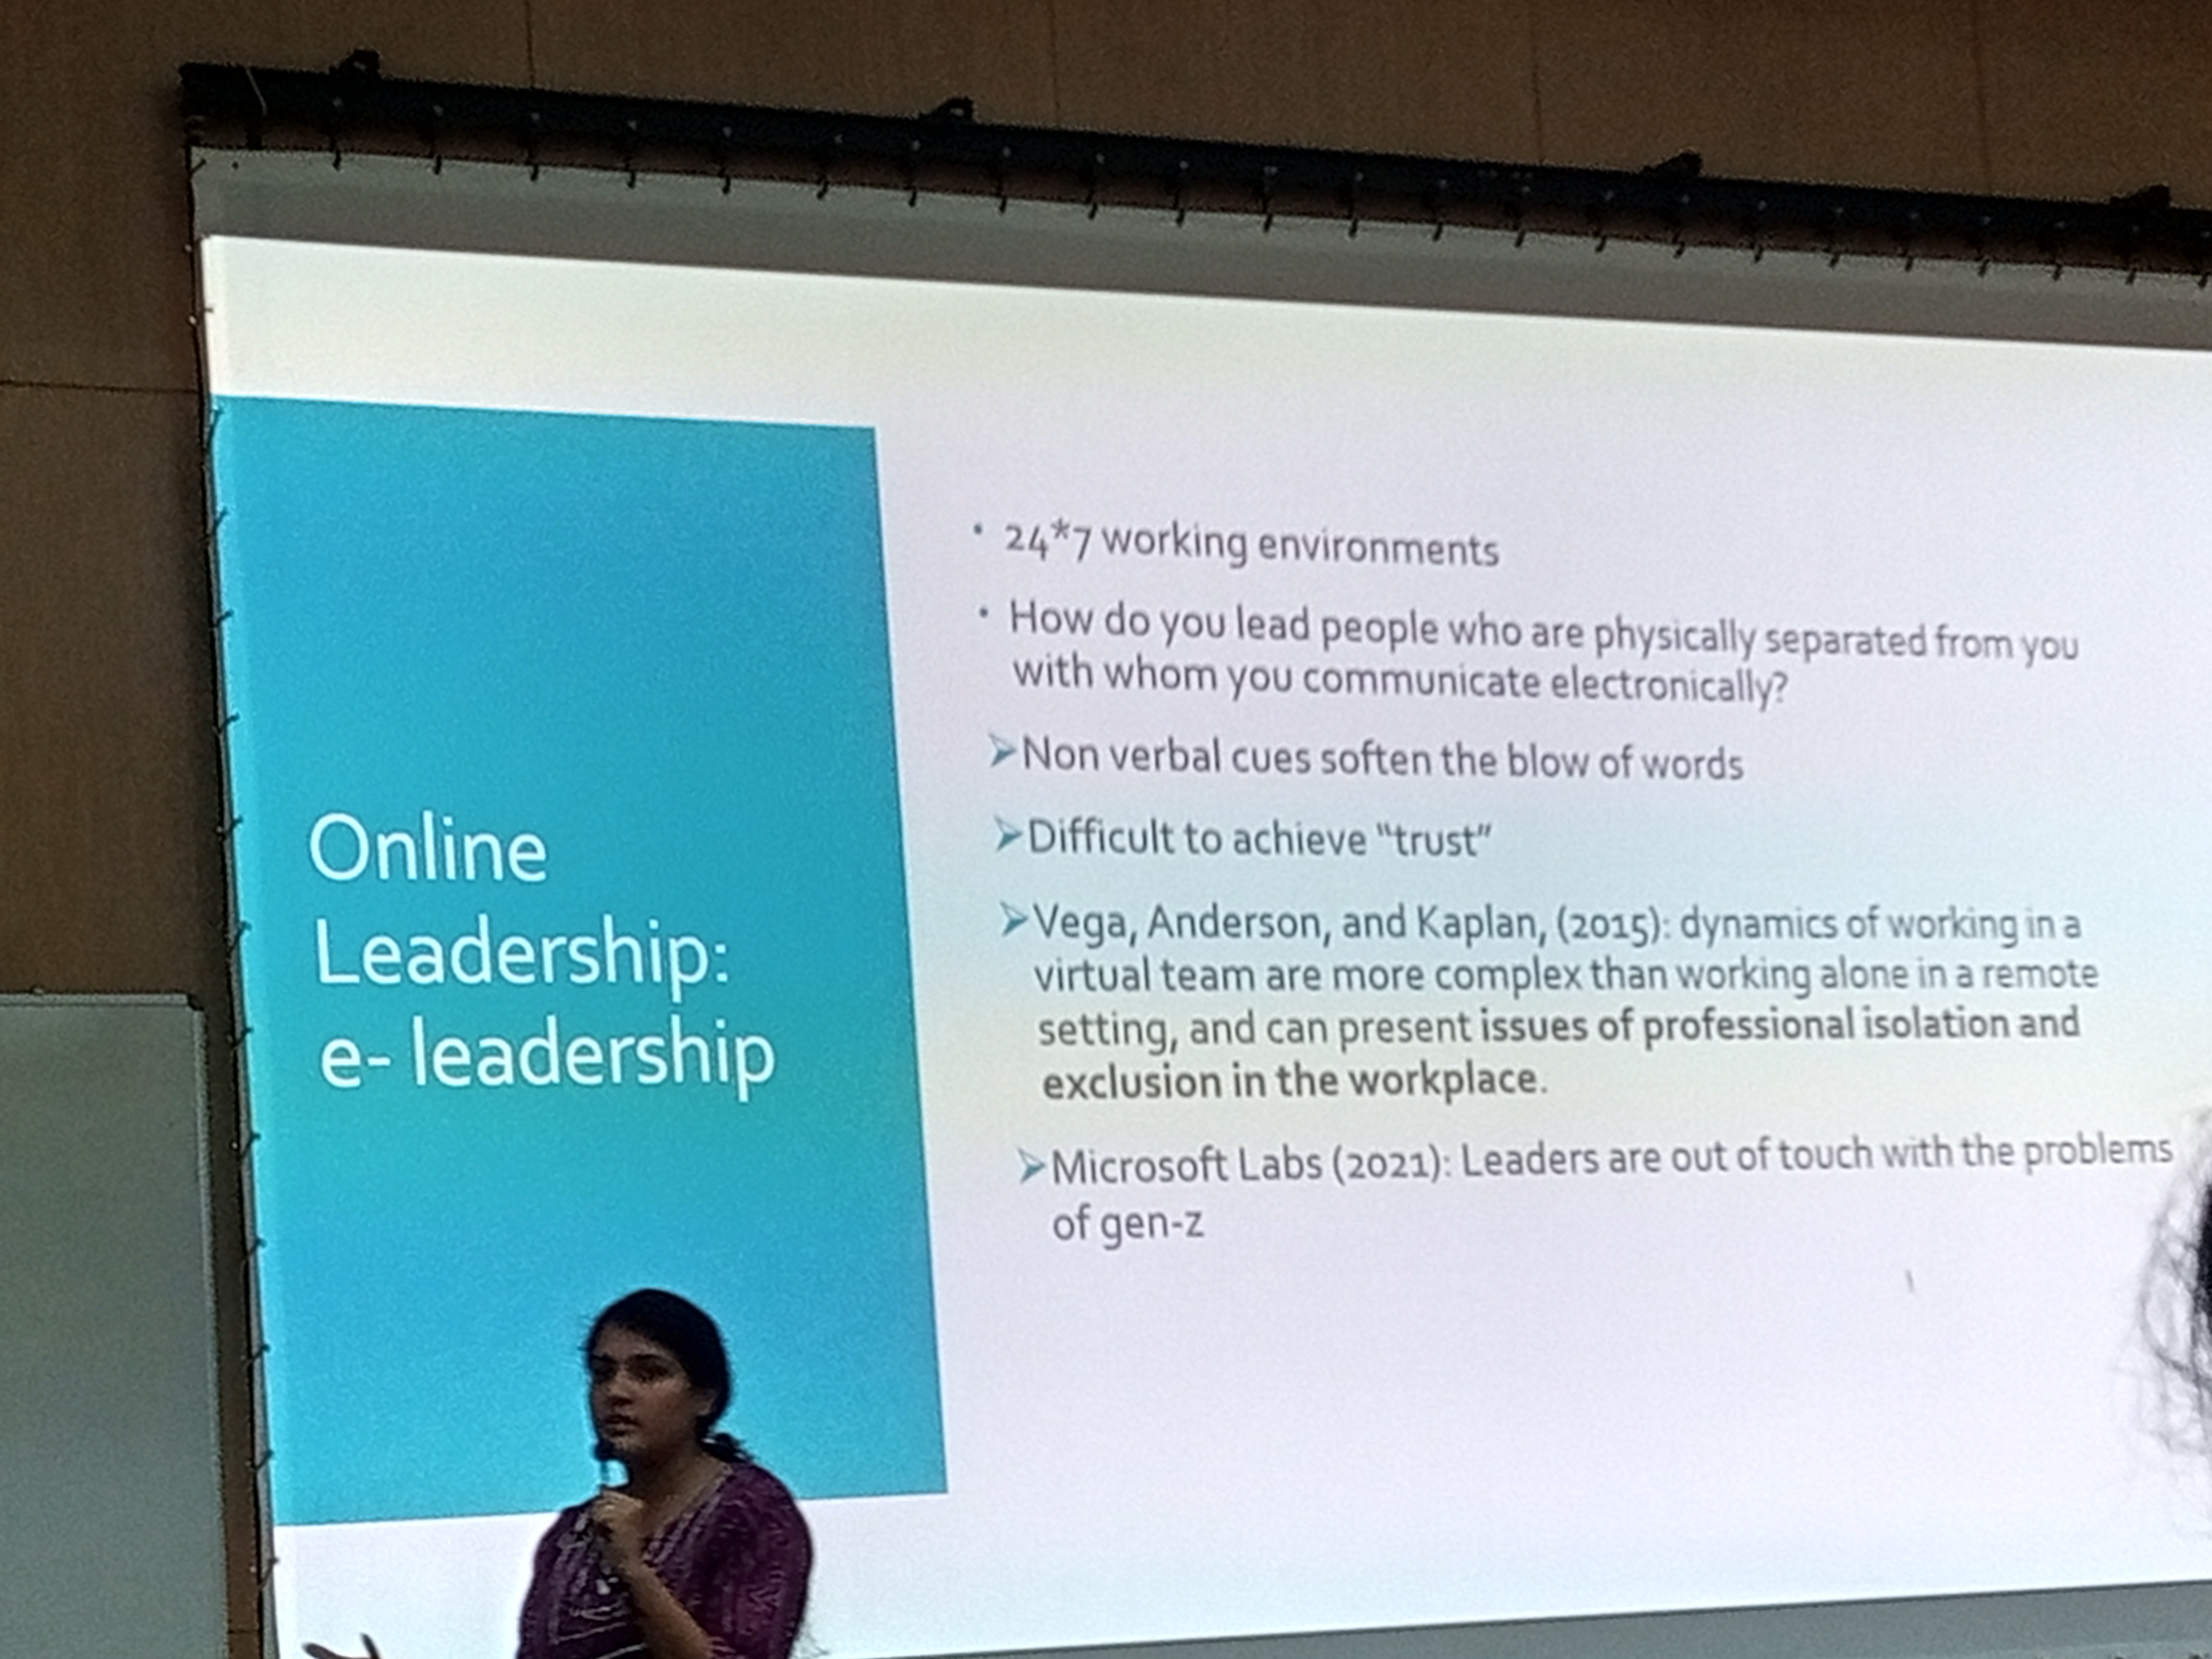 Online
Leadership:
e- leadership
• 24*7 working environments
• How do you lead people who are physically separated from you
with whom you communicate electronically?
➢Non verbal cues soften the blow of words
➢Difficult to achieve “trust”
➢Vega, Anderson, and Kaplan, (2015): dynamics of working in a
virtual team are more complex than working alone in a remote
setting, and can present issues of professional isolation and
exclusion in the workplace.
➢Microsoft Labs (2021): Leaders are out of touch with the problems
of gen-z